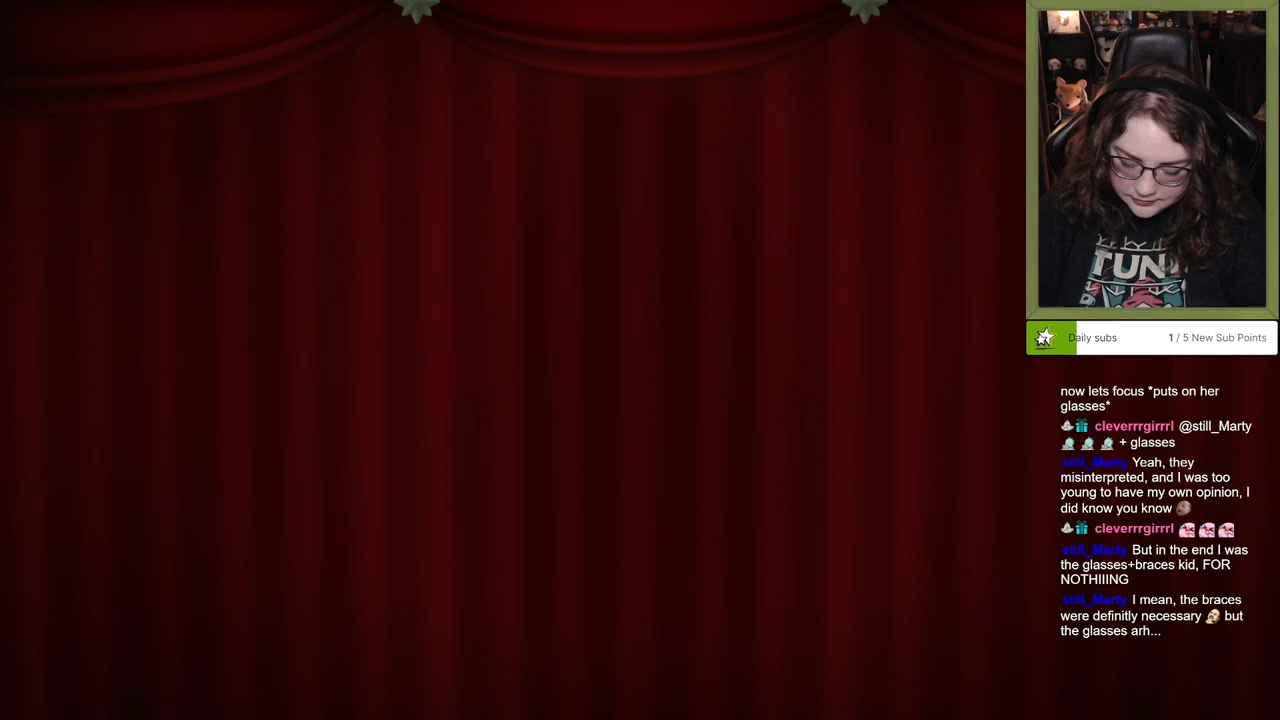 TUN
Daily subs 1 / 5 New Sub Points
now lets focus *puts on her
glasses*
cleverrrgirrrl @still_Marty
+ glasses
still_Marty Yeah, they
misinterpreted, and I was too
young to have my own opinion, I
did know you know
cleverrrgirrrl
still_Marty But in the end I was
the glasses+braces kid, FOR
NOTHIIING
still_Marty I mean, the braces
were definitly necessary but
the glasses arh...